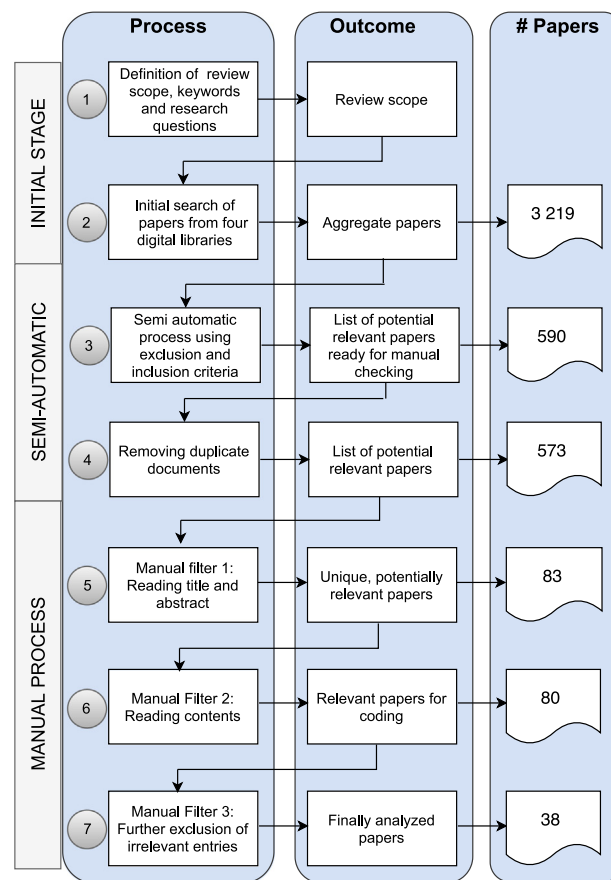 Process
Outcome
# Papers
INITIAL STAGE
1
Definition of review
scope, keywords
and research
questions
Review scope
2
Initial search of
papers from four
digital libraries
Aggregate papers
3 219
SEMI-AUTOMATIC
3
Semi automatic
process using
exclusion and
inclusion criteria
List of potential
relevant papers
ready for manual
checking
590
4
Removing duplicate
documents
List of potential
relevant papers
573
MANUAL PROCESS
5
Manual filter 1:
Reading title and
abstract
Unique, potentially
relevant papers
83
6
Manual Filter 2:
Reading contents
Relevant papers for
coding
80
7
Manual Filter 3:
Further exclusion of
irrelevant entries
Finally analyzed
papers
38